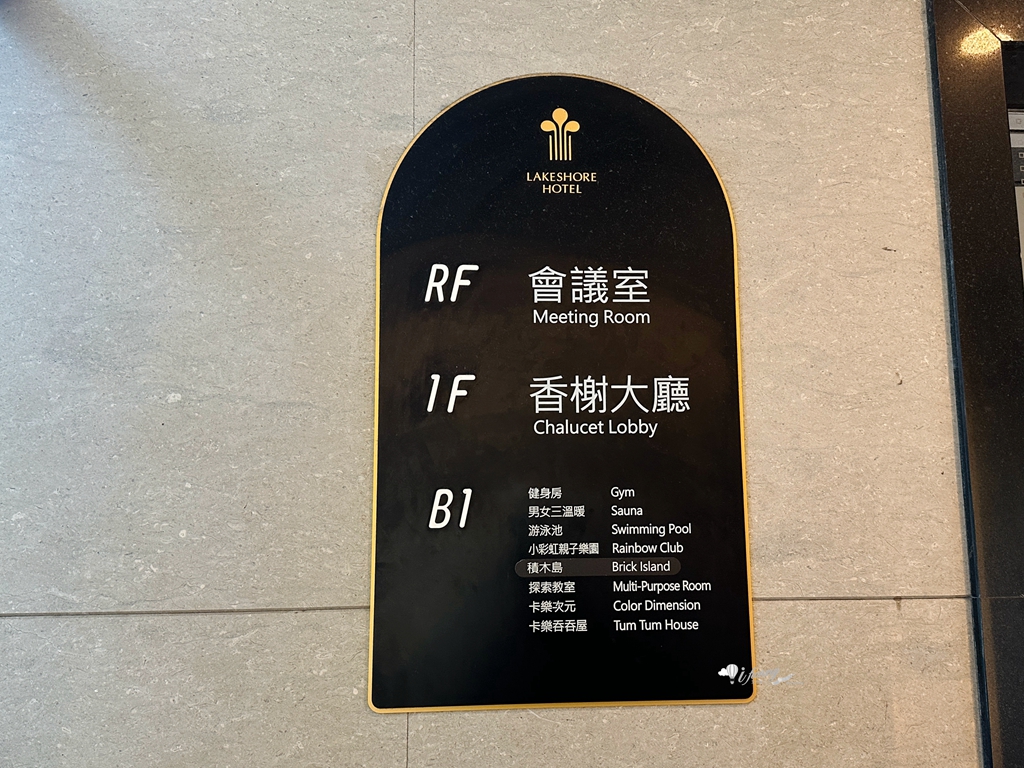 LAKESHORE
HOTEL
RF 會議室
Meeting Room
1F 香榭大廳
Chalucet Lobby
B1
健身房 Gym
男女三溫暖 Sauna
游泳池 Swimming Pool
小彩虹親子樂園 Rainbow Club
積木島 Brick Island
探索教室 Multi-Purpose Room
卡樂次元 Color Dimension
卡樂吞吞屋 Tum Tum House